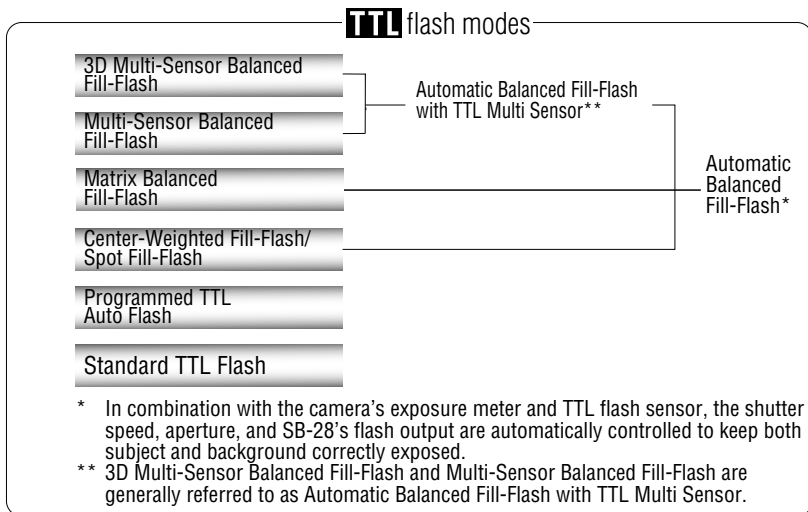 TTL flash modes
3D Multi-Sensor Balanced
Fill-Flash
Automatic Balanced Fill-Flash
with TTL Multi Sensor**
Multi-Sensor Balanced
Fill-Flash
Matrix Balanced
Fill-Flash
Automatic
Balanced
Fill-Flash*
Center-Weighted Fill-Flash/
Spot Fill-Flash
Programmed TTL
Auto Flash
Standard TTL Flash
* In combination with the camera's exposure meter and TTL flash sensor, the shutter
speed, aperture, and SB-28's flash output are automatically controlled to keep both
subject and background correctly exposed.
** 3D Multi-Sensor Balanced Fill-Flash and Multi-Sensor Balanced Fill-Flash are
generally referred to as Automatic Balanced Fill-Flash with TTL Multi Sensor.